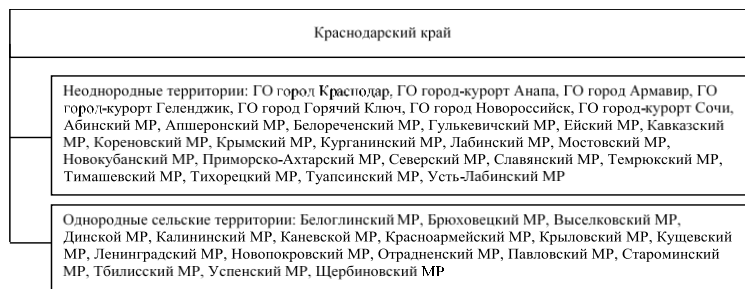 Краснодарский край
Неоднородные территории: ГО город Краснодар, ГО город-курорт Анапа, ГО город Армавир, ГО
город-курорт Геленджик, ГО город Горячий Ключ, ГО город Новороссийск, ГО город-курорт Сочи,
Абинский МР, Апшеронский МР, Белореченский МР, Гулькевичский МР, Ейский МР, Кавказский
МР, Кореновский МР, Крымский МР, Курганинский МР, Лабинский МР, Мостовский МР,
Новокубанский МР, Приморско-Ахтарский МР, Северский МР, Славянский МР, Темрюкский МР,
Тимашевский МР, Тихорецкий МР, Туапсинский МР, Усть-Лабинский МР
Однородные сельские территории: Белоглинский МР, Брюховецкий МР, Выселковский МР,
Динской МР, Калининский МР, Каневской МР, Красноармейский МР, Крыловский МР, Кущевский
МР, Ленинградский МР, Новопокровский МР, Отрадненский МР, Павловский МР, Староминский
МР, Тбилисский МР, Успенский МР, Щербиновский МР